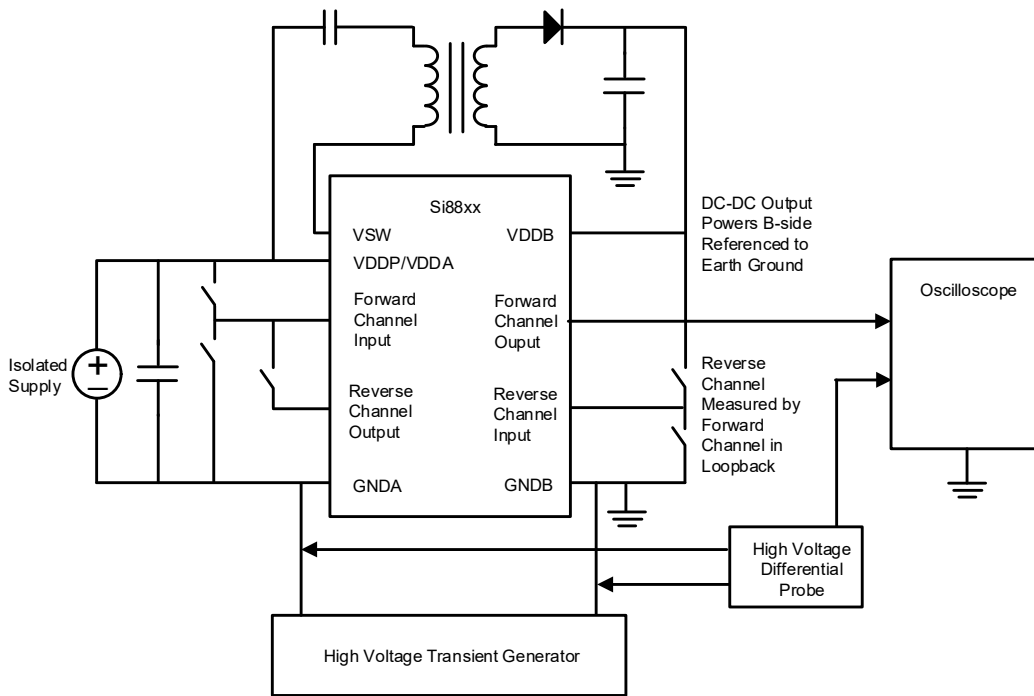 Si88xx
VSW
VDDB
VDDP/VDDA
Forward
Channel
Input
Forward
Channel
Ouput
Reverse
Channel
Output
Reverse
Channel
Input
GNDA
GNDB
Isolated
Supply
+
−
DC-DC Output
Powers B-side
Referenced to
Earth Ground
Reverse
Channel
Measured by
Forward
Channel in
Loopback
Oscilloscope
High Voltage
Differential
Probe
High Voltage Transient Generator